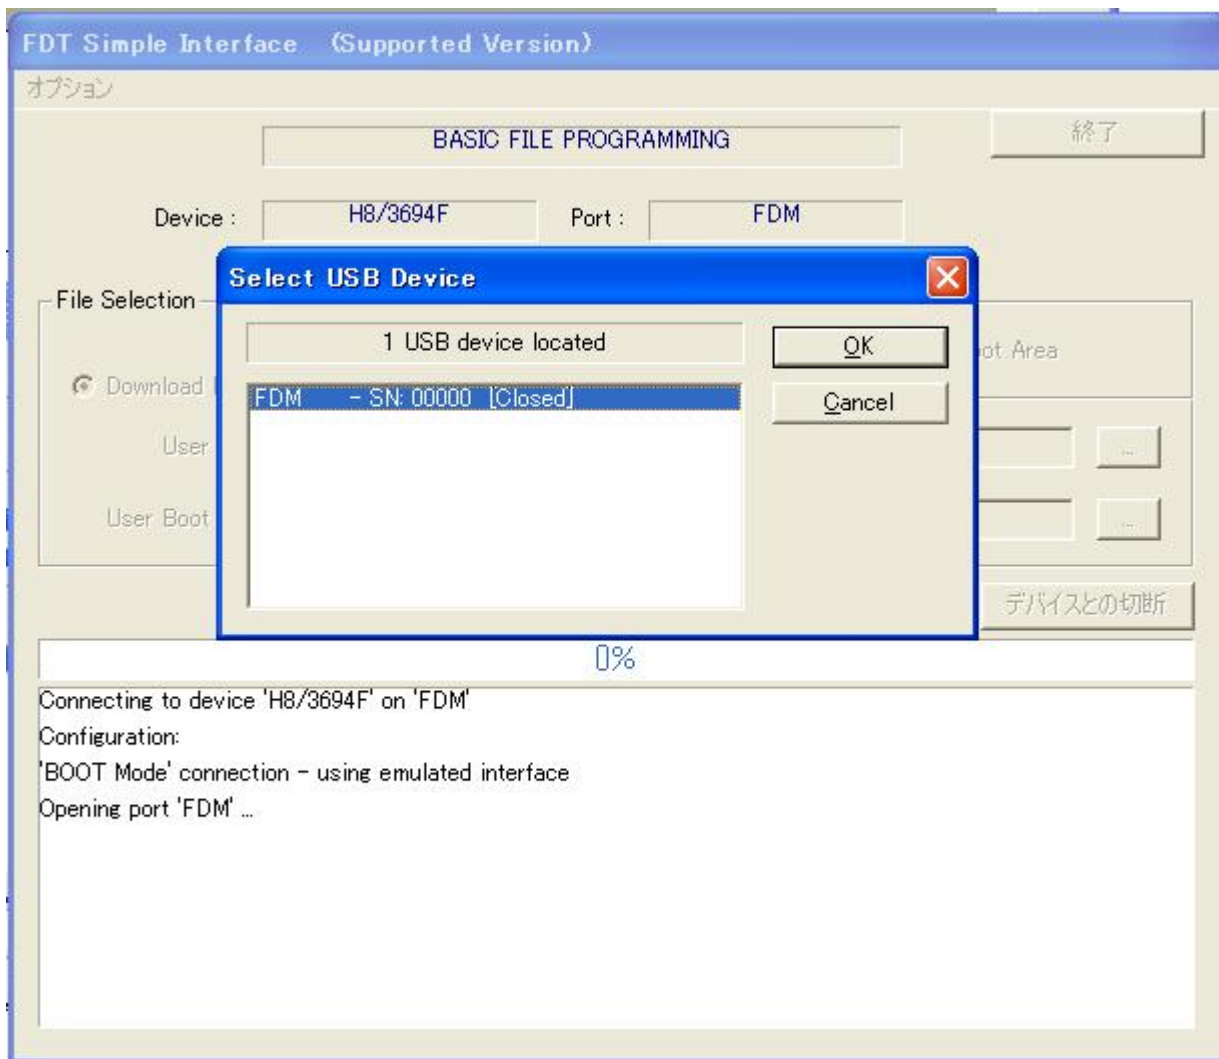 FDT Simple Interface (Supported Version)
オプション
BASIC FILE PROGRAMMING
終了
Device :
H8/3694F
Port :
FDM
Select USB Device
File Selection
1 USB device located
OK
ot Area
Download
FDM - SN: 00000 [Closed]
Cancel
User
...
User Boot
...
デバイスとの切断
0%
Connecting to device 'H8/3694F' on 'FDM'
Configuration:
'BOOT Mode' connection - using emulated interface
Opening port 'FDM' ...